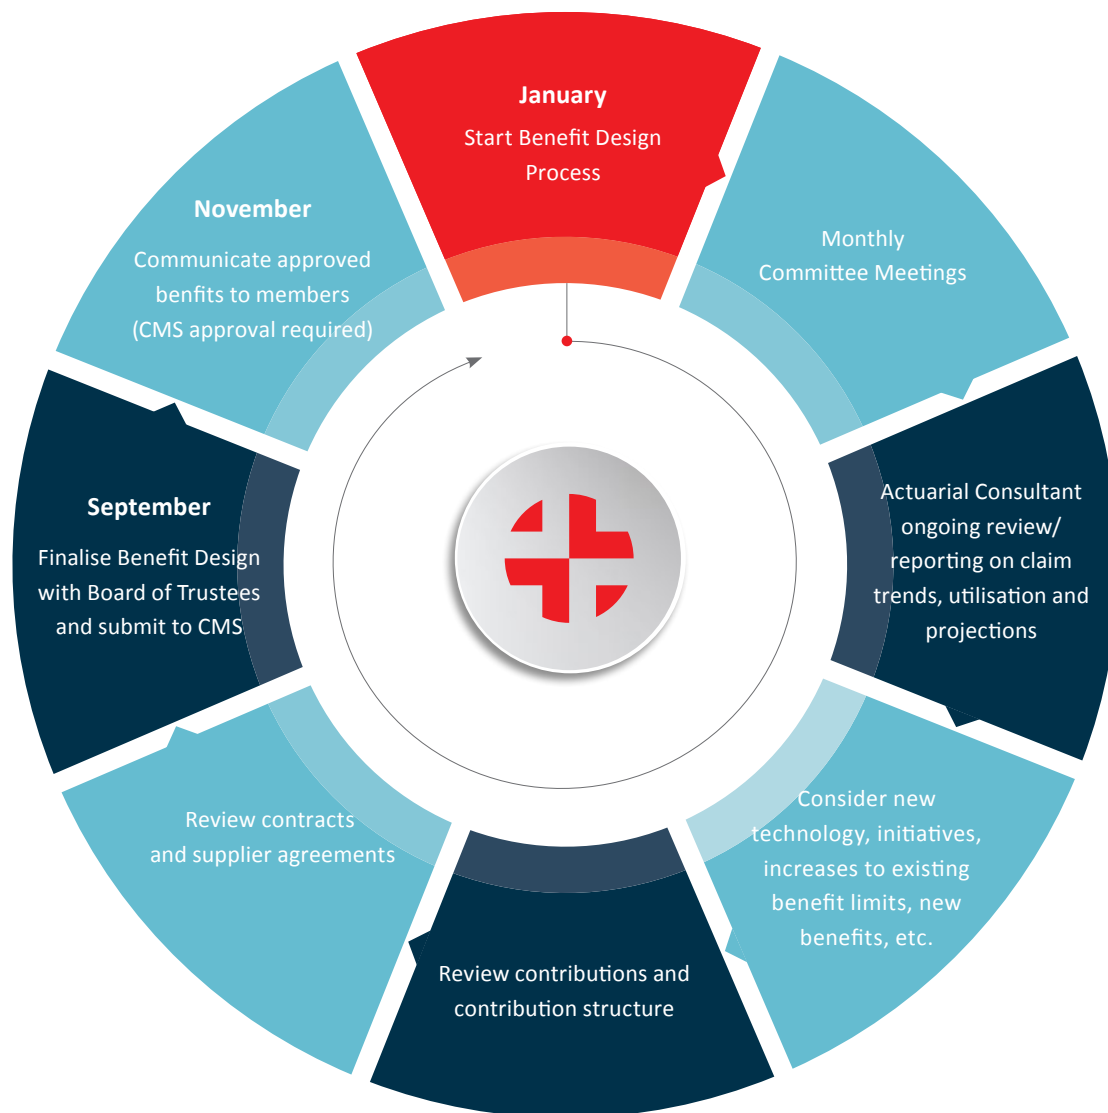 January
Start Benefit Design
Process
Monthly
Committee Meetings
Actuarial Consultant
ongoing review/
reporting on claim
trends, utilisation and
projections
Consider new
technology, initiatives,
increases to existing
benefit limits, new
benefits, etc.
Review contributions and
contribution structure
Review contracts
and supplier agreements
September
Finalise Benefit Design
with Board of Trustees
and submit to CMS
November
Communicate approved
benfits to members
(CMS approval required)